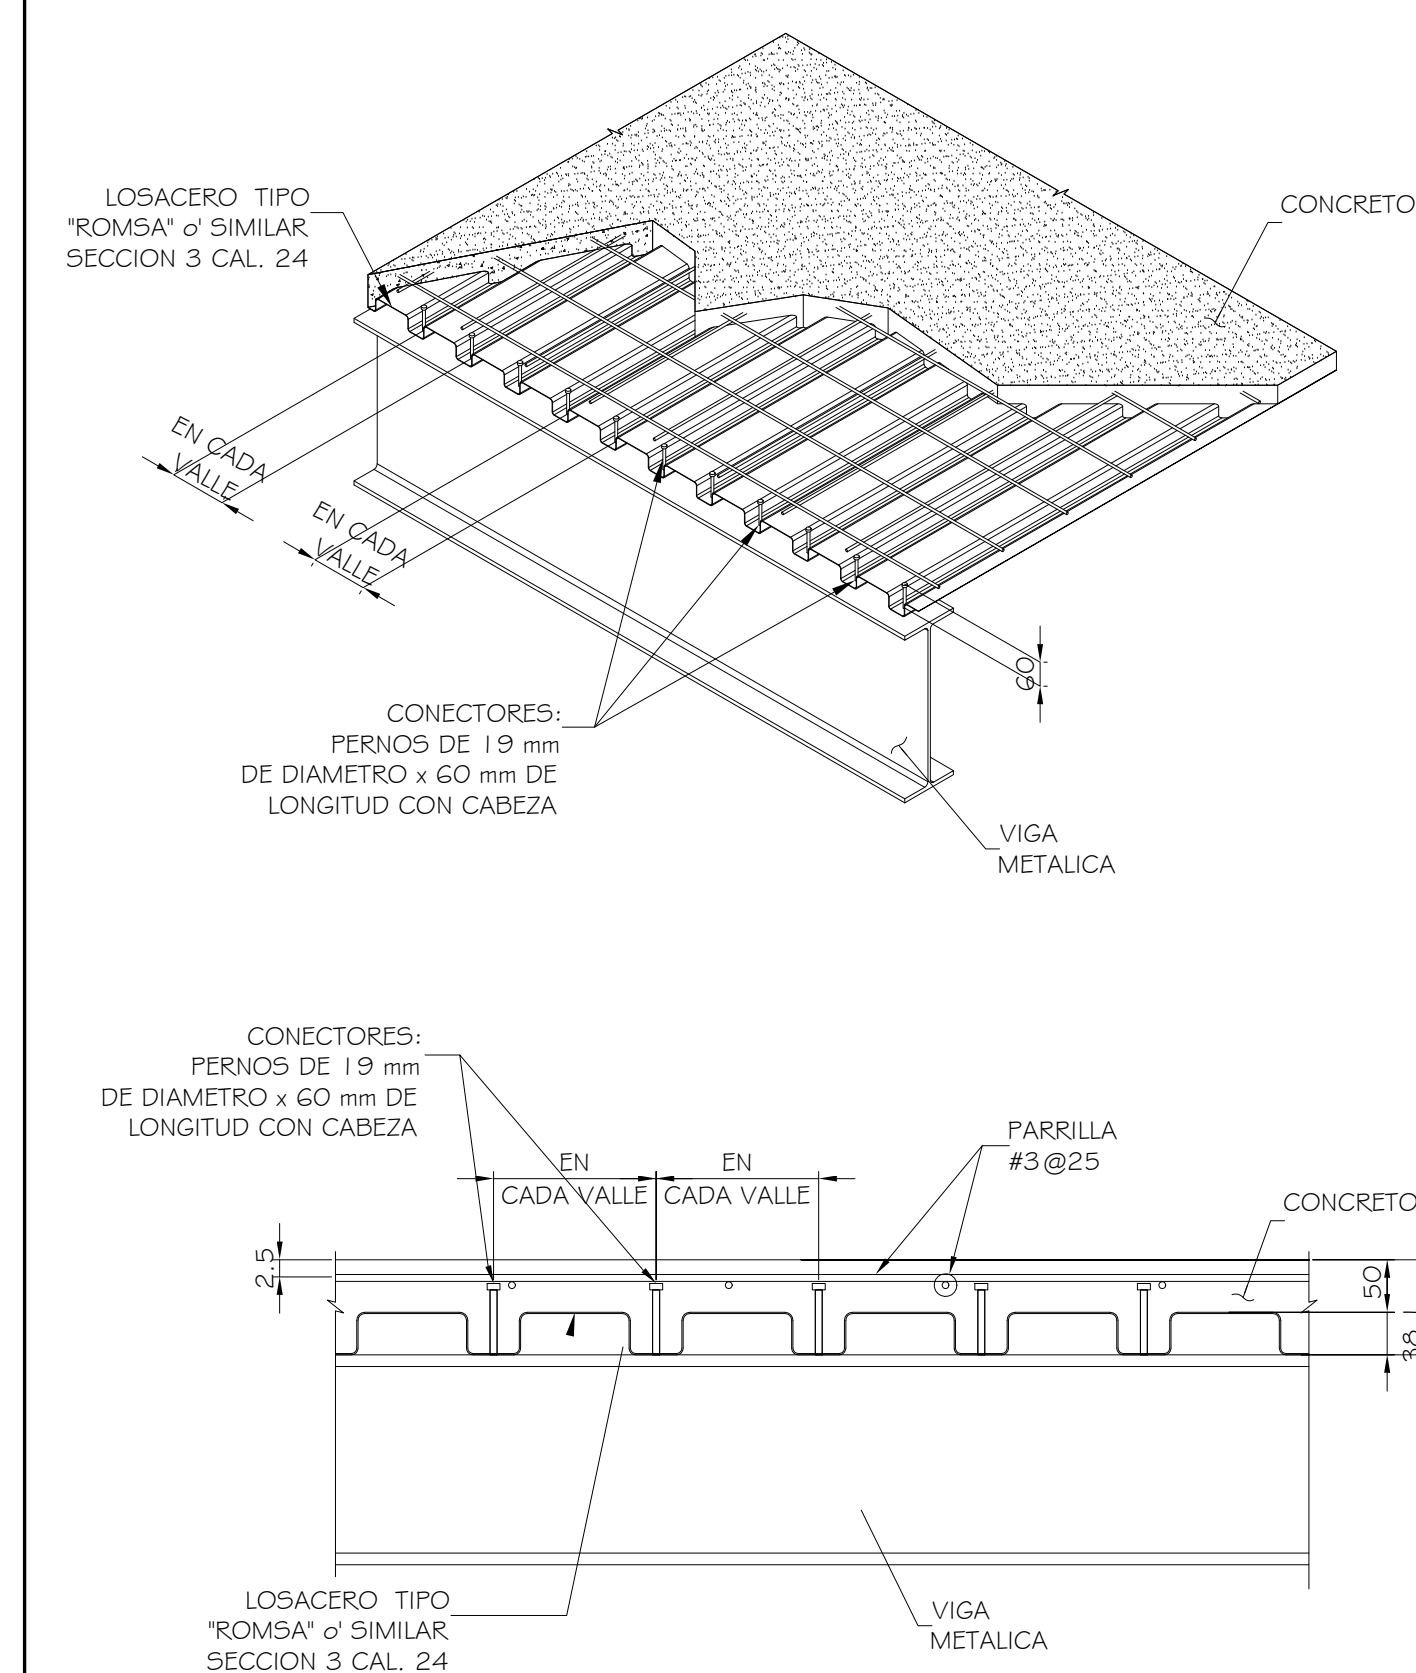 LOSACERO TIPO
"ROMSA" o' SIMILAR
SECCION 3 CAL. 24
CONCRETO
EN CADA
VALLE
EN CADA
VALLE
60
CONECTORES:
PERNOS DE 19 mm
DE DIAMETRO x 60 mm DE
LONGITUD CON CABEZA
VIGA
METALICA
CONECTORES:
PERNOS DE 19 mm
DE DIAMETRO x 60 mm DE
LONGITUD CON CABEZA
EN
CADA VALLE
EN
CADA VALLE
PARRILLA
#3@25
CONCRETO
2.5
50
38
LOSACERO TIPO
"ROMSA" o' SIMILAR
SECCION 3 CAL. 24
VIGA
METALICA